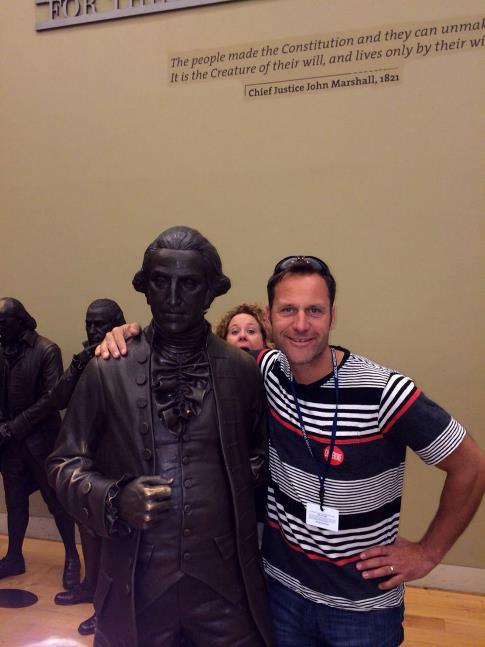 FOR THE
The people made the Constitution and they can unmak
It is the Creature of their will, and lives only by their wi
Chief Justice John Marshall, 1821